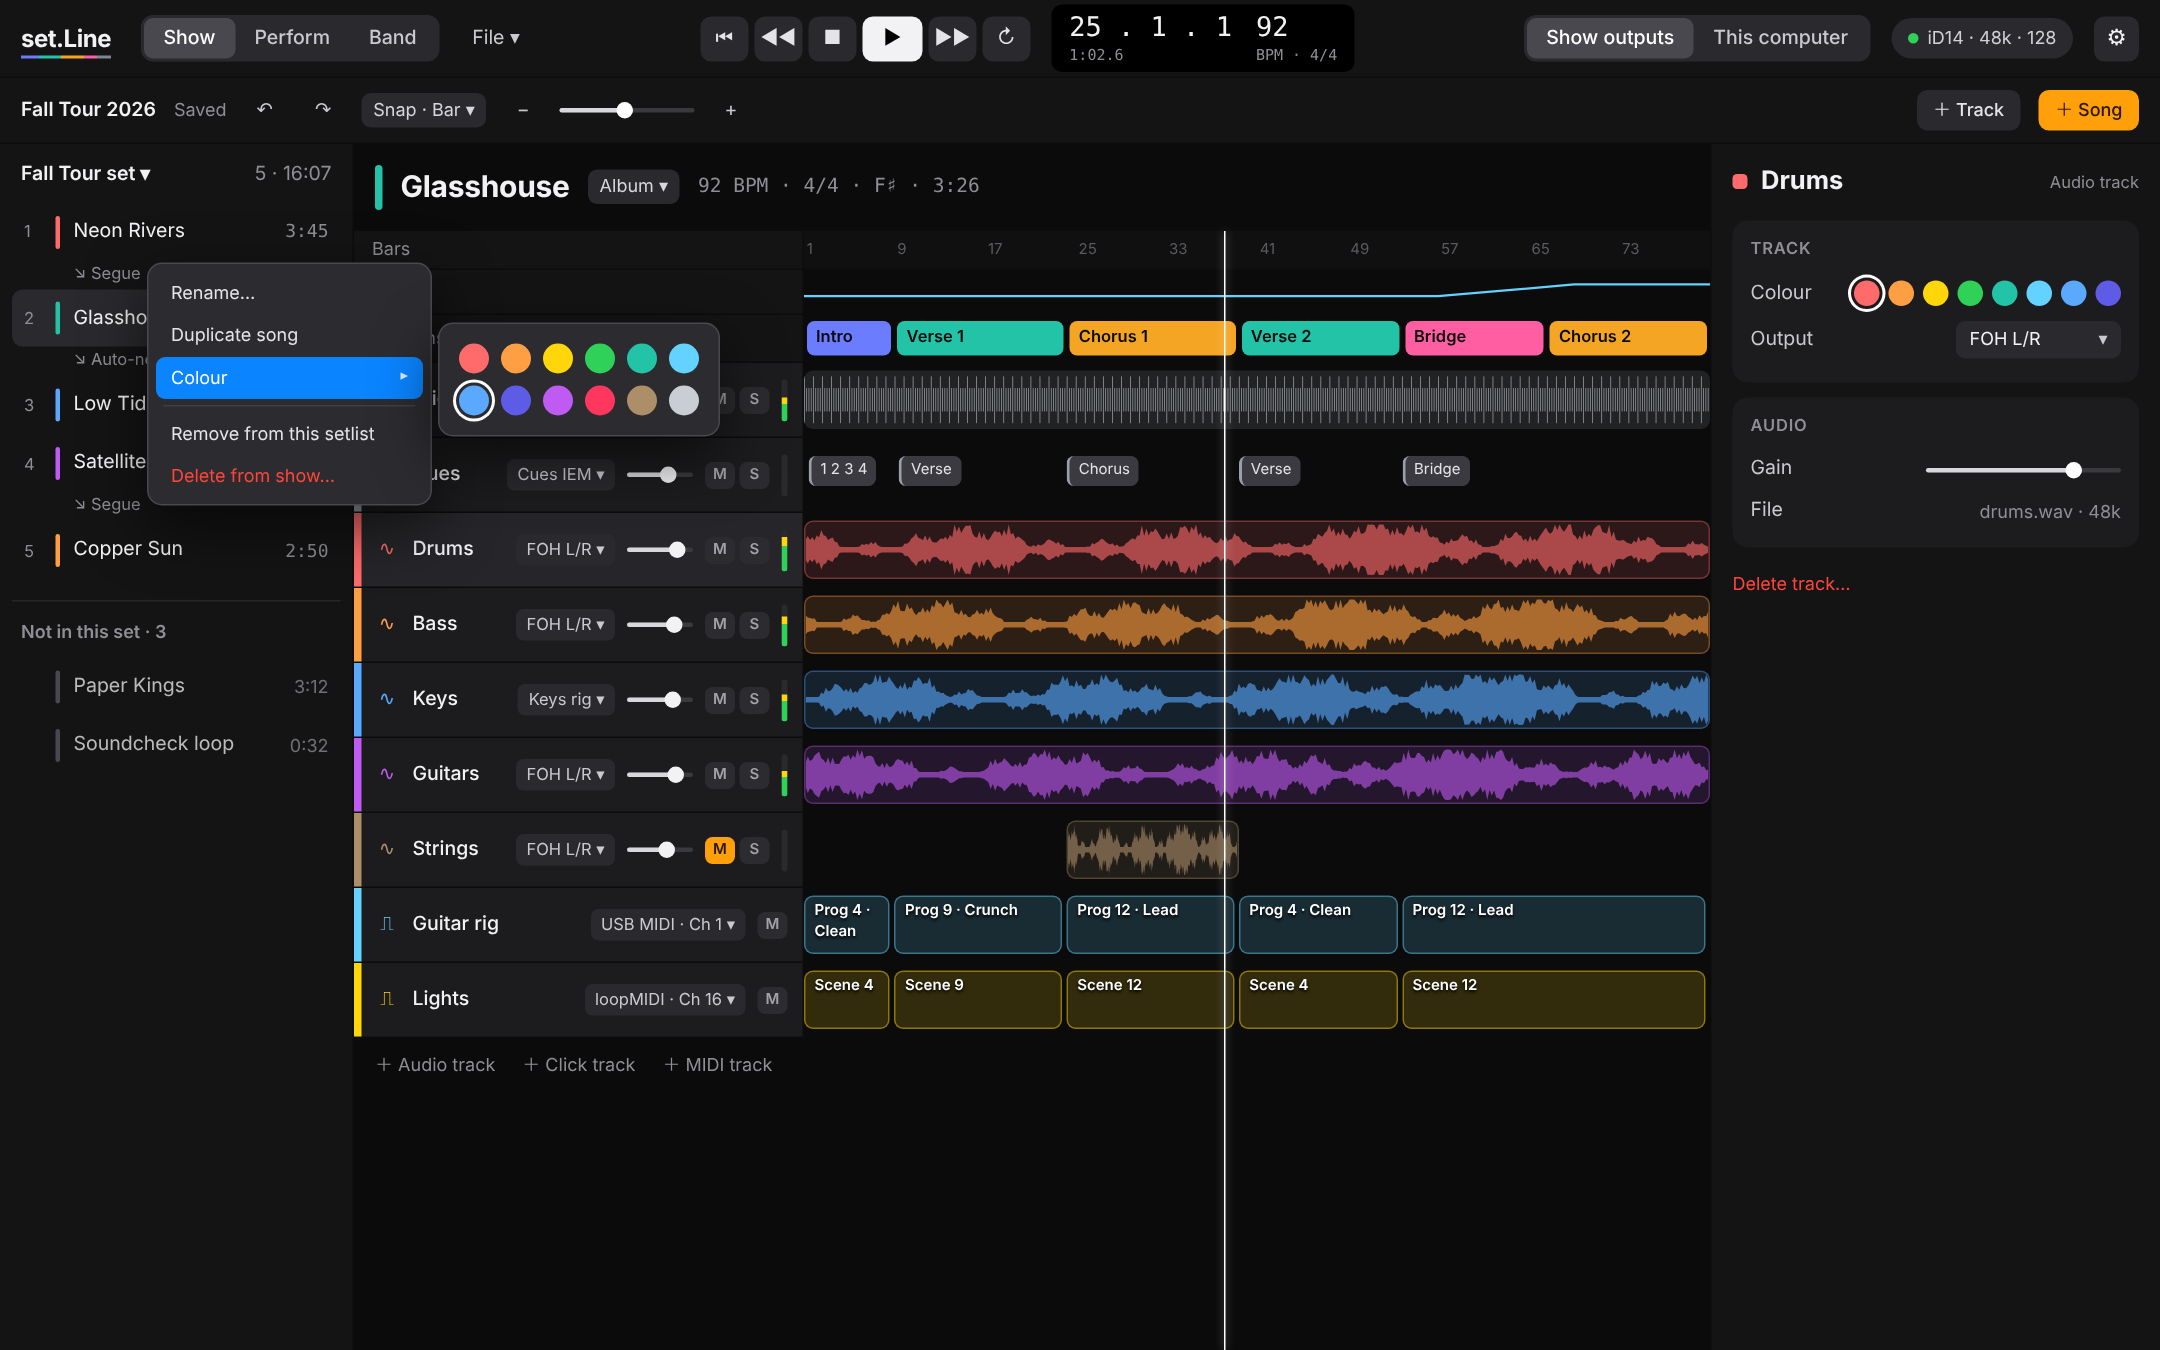 set.Line
Show Perform Band File ▾
25 . 1 . 1 92
1:02.6 BPM · 4/4
Show outputs This computer iD14 · 48k · 128
Fall Tour 2026 Saved Snap · Bar ▾ − +
+ Track + Song
Fall Tour set ▾ 5 · 16:07
1 Neon Rivers 3:45
↘ Segue
2 Glassho
↘ Auto-n
3 Low Tid
4 Satellite
↘ Segue
5 Copper Sun 2:50
Not in this set · 3
Paper Kings 3:12
Soundcheck loop 0:32
Rename...
Duplicate song
Colour ▸
Remove from this setlist
Delete from show...
Glasshouse Album ▾ 92 BPM · 4/4 · F♯ · 3:26
Bars 1 9 17 25 33 41 49 57 65 73
Intro Verse 1 Chorus 1 Verse 2 Bridge Chorus 2
S
ues Cues IEM ▾ M S 1 2 3 4 Verse Chorus Verse Bridge
Drums FOH L/R ▾ M S
Bass FOH L/R ▾ M S
Keys Keys rig ▾ M S
Guitars FOH L/R ▾ M S
Strings FOH L/R ▾ M S
Guitar rig USB MIDI · Ch 1 ▾ M Prog 4 · Prog 9 · Crunch Prog 12 · Lead Prog 4 · Clean Prog 12 · Lead
Clean
Lights loopMIDI · Ch 16 ▾ M Scene 4 Scene 9 Scene 12 Scene 4 Scene 12
+ Audio track + Click track + MIDI track
Drums Audio track
TRACK
Colour
Output FOH L/R ▾
AUDIO
Gain
File drums.wav · 48k
Delete track...